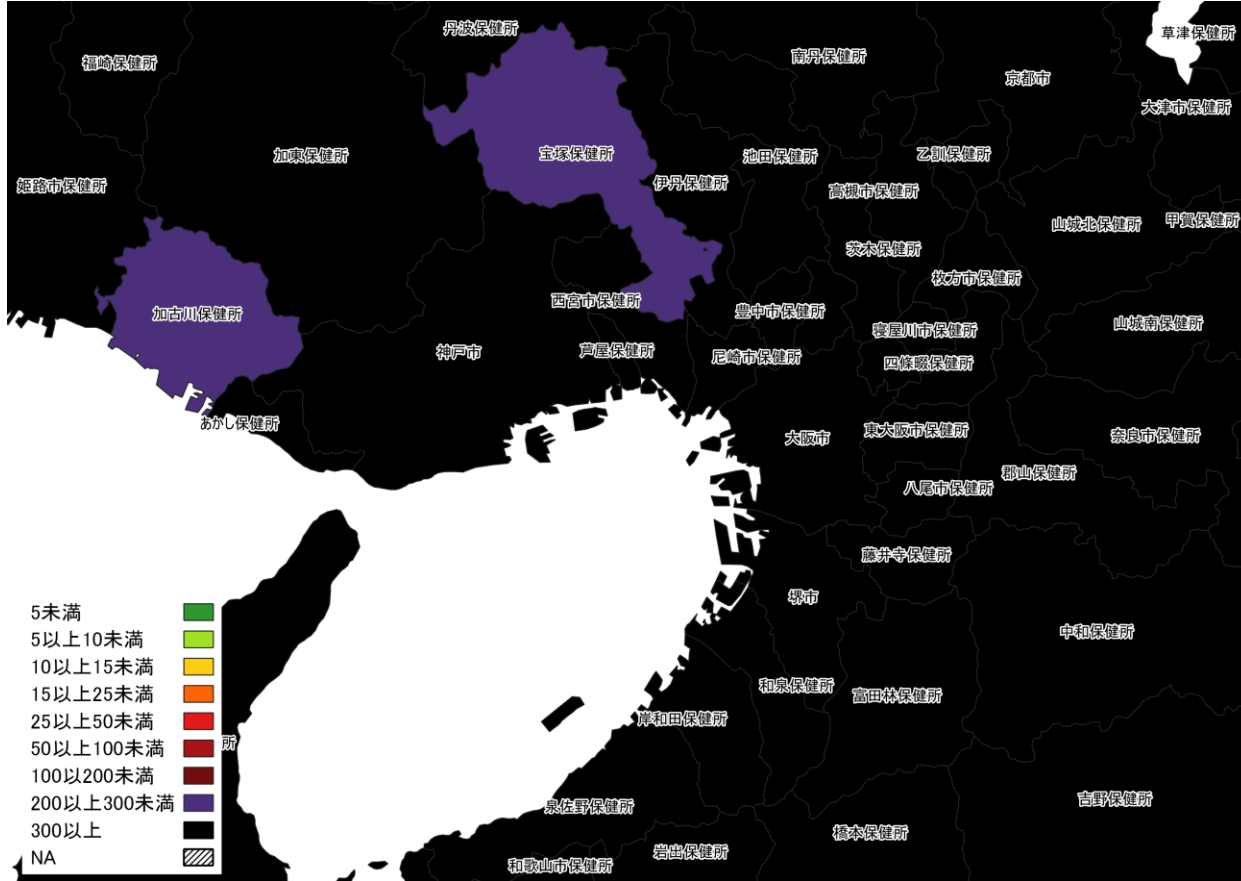 丹波保健所
草津保健所
福崎保健所
南丹保健所
京都市
大津市保健所
加東保健所
宝塚保健所
池田保健所
乙訓保健所
姫路市保健所
伊丹保健所
高槻市保健所
山城北保健所
甲賀保健所
茨木保健所
枚方市保健所
西宮市保健所
加古川保健所
豊中市保健所
寝屋川市保健所
山城南保健所
神戸市
芦屋保健所
尼崎市保健所
四條畷保健所
あかし保健所
大阪市
東大阪市保健所
奈良市保健所
郡山保健所
八尾市保健所
藤井寺保健所
堺市
中和保健所
和泉保健所
富田林保健所
岸和田保健所
泉佐野保健所
吉野保健所
橋本保健所
岩出保健所
和歌山市保健所
5未満
5以上10未満
10以上15未満
15以上25未満
25以上50未満
50以上100未満
所
100以200未満
200以上300未満
300以上
NA